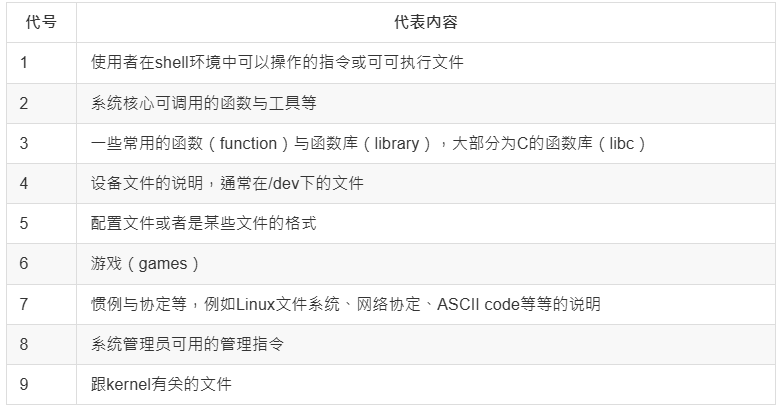 代号 代表内容
1 使用者在shell环境中可以操作的指令或可可执行文件
2 系统核心可调用的函数与工具等
3 一些常用的函数（function）与函数库（library），大部分为C的函数库（libc）
4 设备文件的说明，通常在/dev下的文件
5 配置文件或者是某些文件的格式
6 游戏（games）
7 惯例与协定等，例如Linux文件系统、网络协定、ASCII code等等的说明
8 系统管理员可用的管理指令
9 跟kernel有关的文件